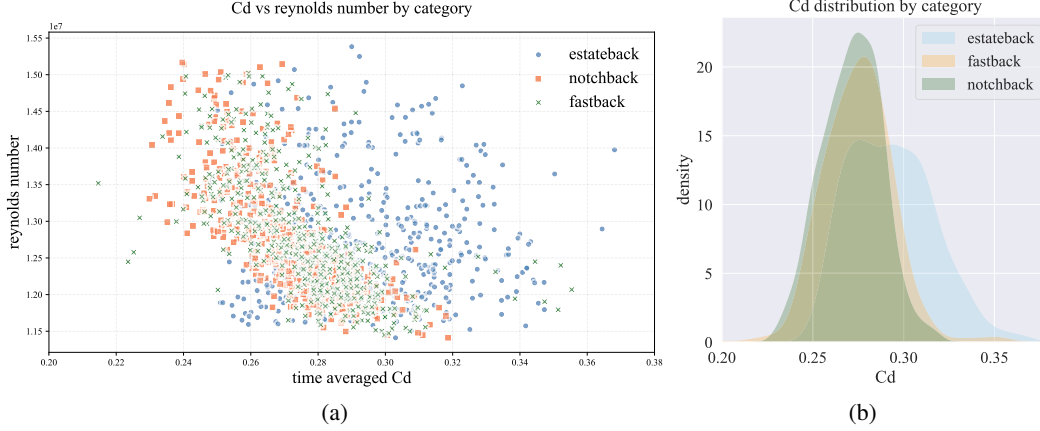 Cd vs reynolds number by category
1e7
1.55
1.50
1.45
1.40
1.35
1.30
1.25
1.20
1.15
reynolds number
estateback
notchback
fastback
0.20 0.22 0.24 0.26 0.28 0.30 0.32 0.34 0.36 0.38
time averaged Cd
(a)
Cd distribution by category
20
15
10
5
0
density
estateback
fastback
notchback
0.20 0.25 0.30 0.35
Cd
(b)